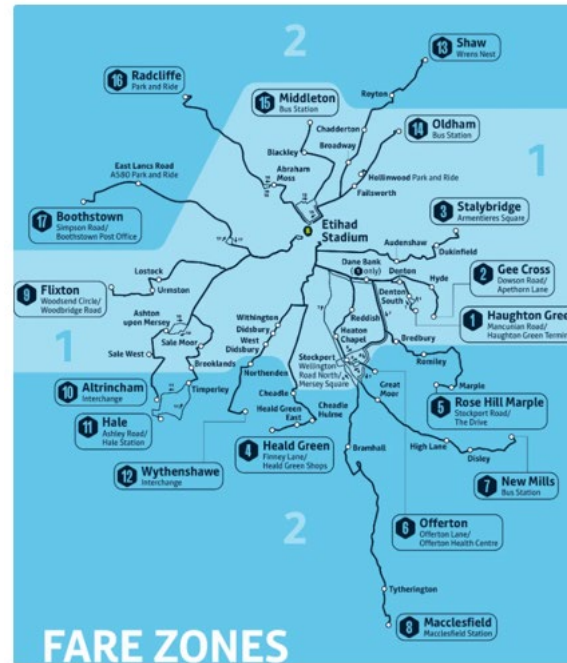 2
13 Shaw
Wrens Nest
16 Radcliffe
Park and Ride
15 Middleton
Bus Station
Royton
14 Oldham
Bus Station
Chadderton
Broadway
Blackley
1
East Lancs Road
A580 Park and Ride
Abraham
Moss
Hollinwood Park and Ride
Failsworth
17 Boothstown
Simpson Road/
Boothstown Post Office
Etihad
Stadium
3 Stalybridge
Armentieres Square
Audenshaw
Dukinfield
Dane Bank
(1 only)
Denton
Denton
South
Hyde
2 Gee Cross
Dowson Road/
Apethorn Lane
Lostock
Urmston
9 Flixton
Woodsend Circle/
Woodbridge Road
1 Haughton Gree
Mancunian Road/
Haughton Green Termin
Ashton
upon Mersey
Sale Moor
Sale West
Brooklands
Timperley
Withington
Didsbury
West
Didsbury
Northenden
Reddish
Heaton
Chapel
Stockport
Wellington
Road North/
Mersey Square
Bredbury
Romiley
Marple
1
10 Altrincham
Interchange
11 Hale
Ashley Road/
Hale Station
Cheadle
Heald Green
East
Cheadle
Hulme
Great
Moor
5 Rose Hill Marple
Stockport Road/
The Drive
12 Wythenshawe
Interchange
4 Heald Green
Finney Lane/
Heald Green Shops
Bramhall
High Lane
Disley
7 New Mills
Bus Station
2
6 Offerton
Offerton Lane/
Offerton Health Centre
Tytherington
8 Macclesfield
Macclesfield Station
FARE ZONES